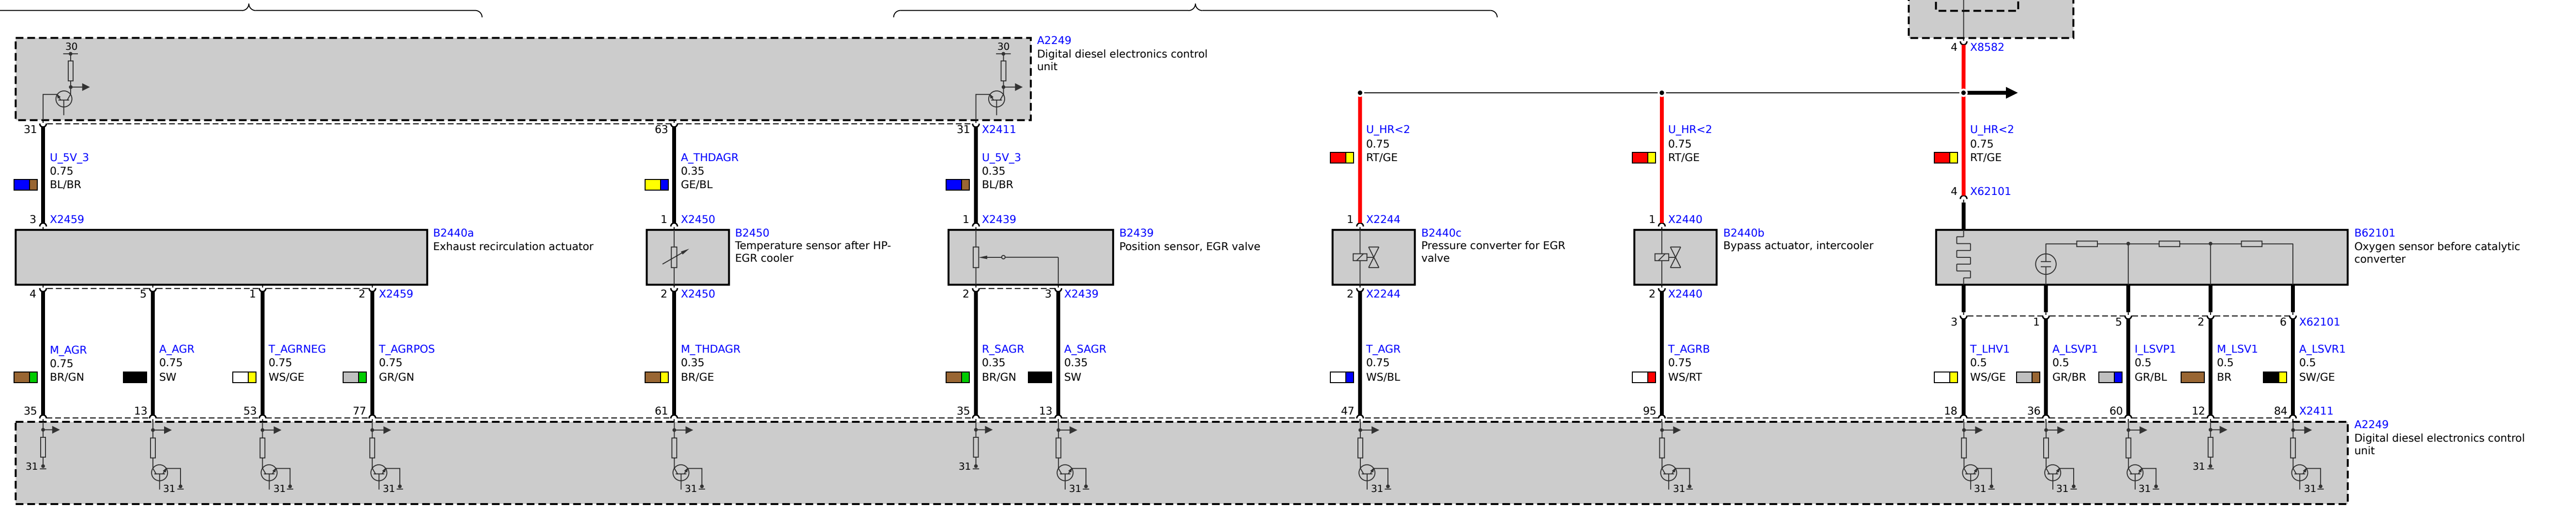 30
30
A2249
Digital diesel electronics control
unit
4 X8582
31
63
31 X2411
U_5V_3
0.75
BL/BR
A_THDAGR
0.35
GE/BL
U_5V_3
0.35
BL/BR
U_HR<2
0.75
RT/GE
U_HR<2
0.75
RT/GE
U_HR<2
0.75
RT/GE
4 X62101
3 X2459
1 X2450
1 X2439
1 X2244
1 X2440
B2440a
Exhaust recirculation actuator
B2450
Temperature sensor after HP-
EGR cooler
B2439
Position sensor, EGR valve
B2440c
Pressure converter for EGR
valve
B2440b
Bypass actuator, intercooler
B62101
Oxygen sensor before catalytic
converter
4 5 1 2 X2459
2 X2450
2 3 X2439
2 X2244
2 X2440
3 1 5 2 6 X62101
M_AGR
0.75
BR/GN
A_AGR
0.75
SW
T_AGRNEG
0.75
WS/GE
T_AGRPOS
0.75
GR/GN
M_THDAGR
0.35
BR/GE
R_SAGR
0.35
BR/GN
A_SAGR
0.35
SW
T_AGR
0.75
WS/BL
T_AGRB
0.75
WS/RT
T_LHV1
0.5
WS/GE
A_LSVP1
0.5
GR/BR
I_LSVP1
0.5
GR/BL
M_LSV1
0.5
BR
A_LSVR1
0.5
SW/GE
35 13 53 77 61 35 13 47 95 18 36 60 12 84 X2411
A2249
Digital diesel electronics control
unit
31 31 31 31 31 31 31 31 31 31 31 31 31 31